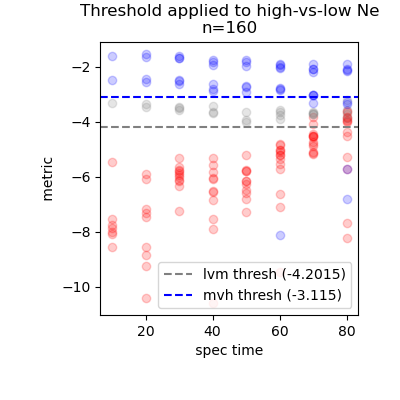 Threshold applied to high-vs-low Ne
n=160
metric
−2
−4
−6
−8
−10
lvm thresh (-4.2015)
mvh thresh (-3.115)
20
40
60
80
spec time